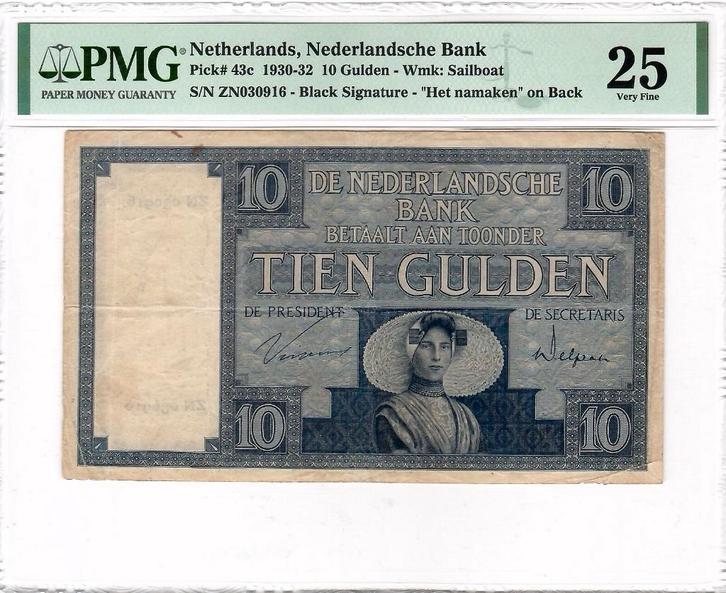 PMG®
PAPER MONEY GUARANTY
Netherlands, Nederlandsche Bank
Pick# 43c 1930-32 10 Gulden - Wmk: Sailboat
S/N ZN030916 - Black Signature - "Het namaken" on Back
25
Very Fine
10
DE NEDERLANDSCHE
BANK
10
BETAALT AAN TOONDER
TIEN GULDEN
DE PRESIDENT
DE SECRETARIS
10
10